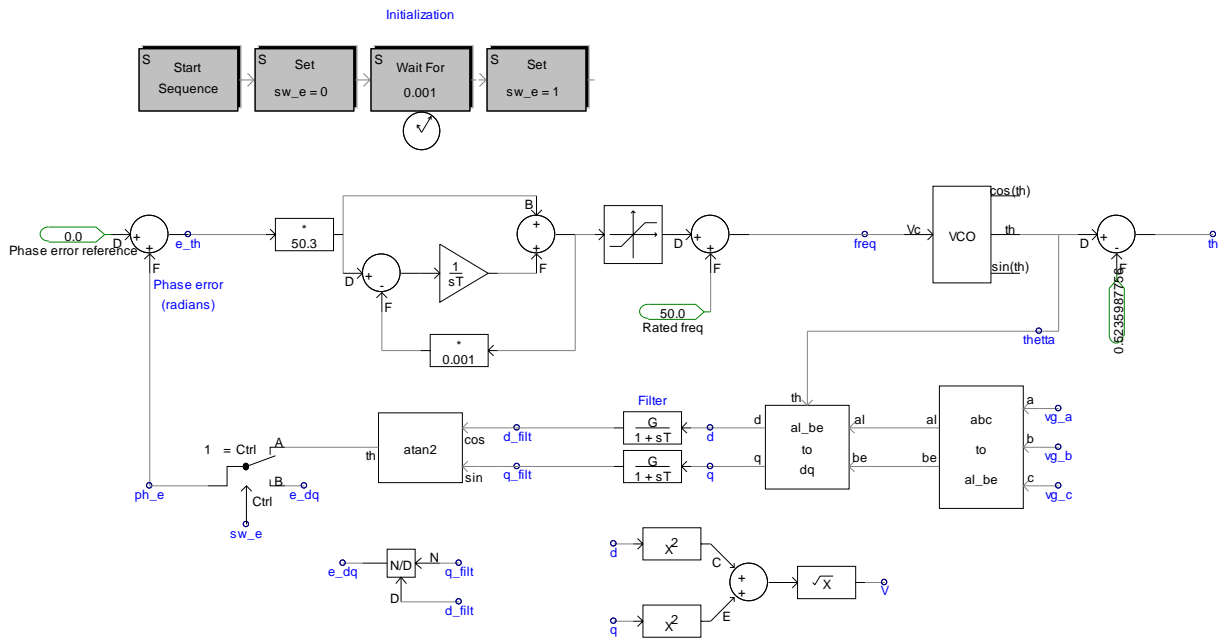 Initialization
S
Start
Sequence
S
Set
sw_e = 0
S
Wait For
0.001
S
Set
sw_e = 1
0.0
Phase error reference
D
+
+
F
e_th
Phase error
(radians)
*
50.3
D
+
-
F
1
sT
B
+
+
F
*
0.001
D
+
+
F
50.0
Rated freq
freq
Vc
VCO
cos(th)
th
sin(th)
D
+
-
F
0.5235987756
th
thetta
th
al_be
to
dq
d
q
al
be
abc
to
al_be
al
be
a
b
c
vg_a
vg_b
vg_c
Filter
G
1 + sT
G
1 + sT
d
q
d_filt
q_filt
cos
sin
atan2
th
1 = Ctrl
A
B
Ctrl
ph_e
e_dq
sw_e
e_dq
N/D
N
D
q_filt
d_filt
d
X2
C
q
X2
E
+
+
√X
V